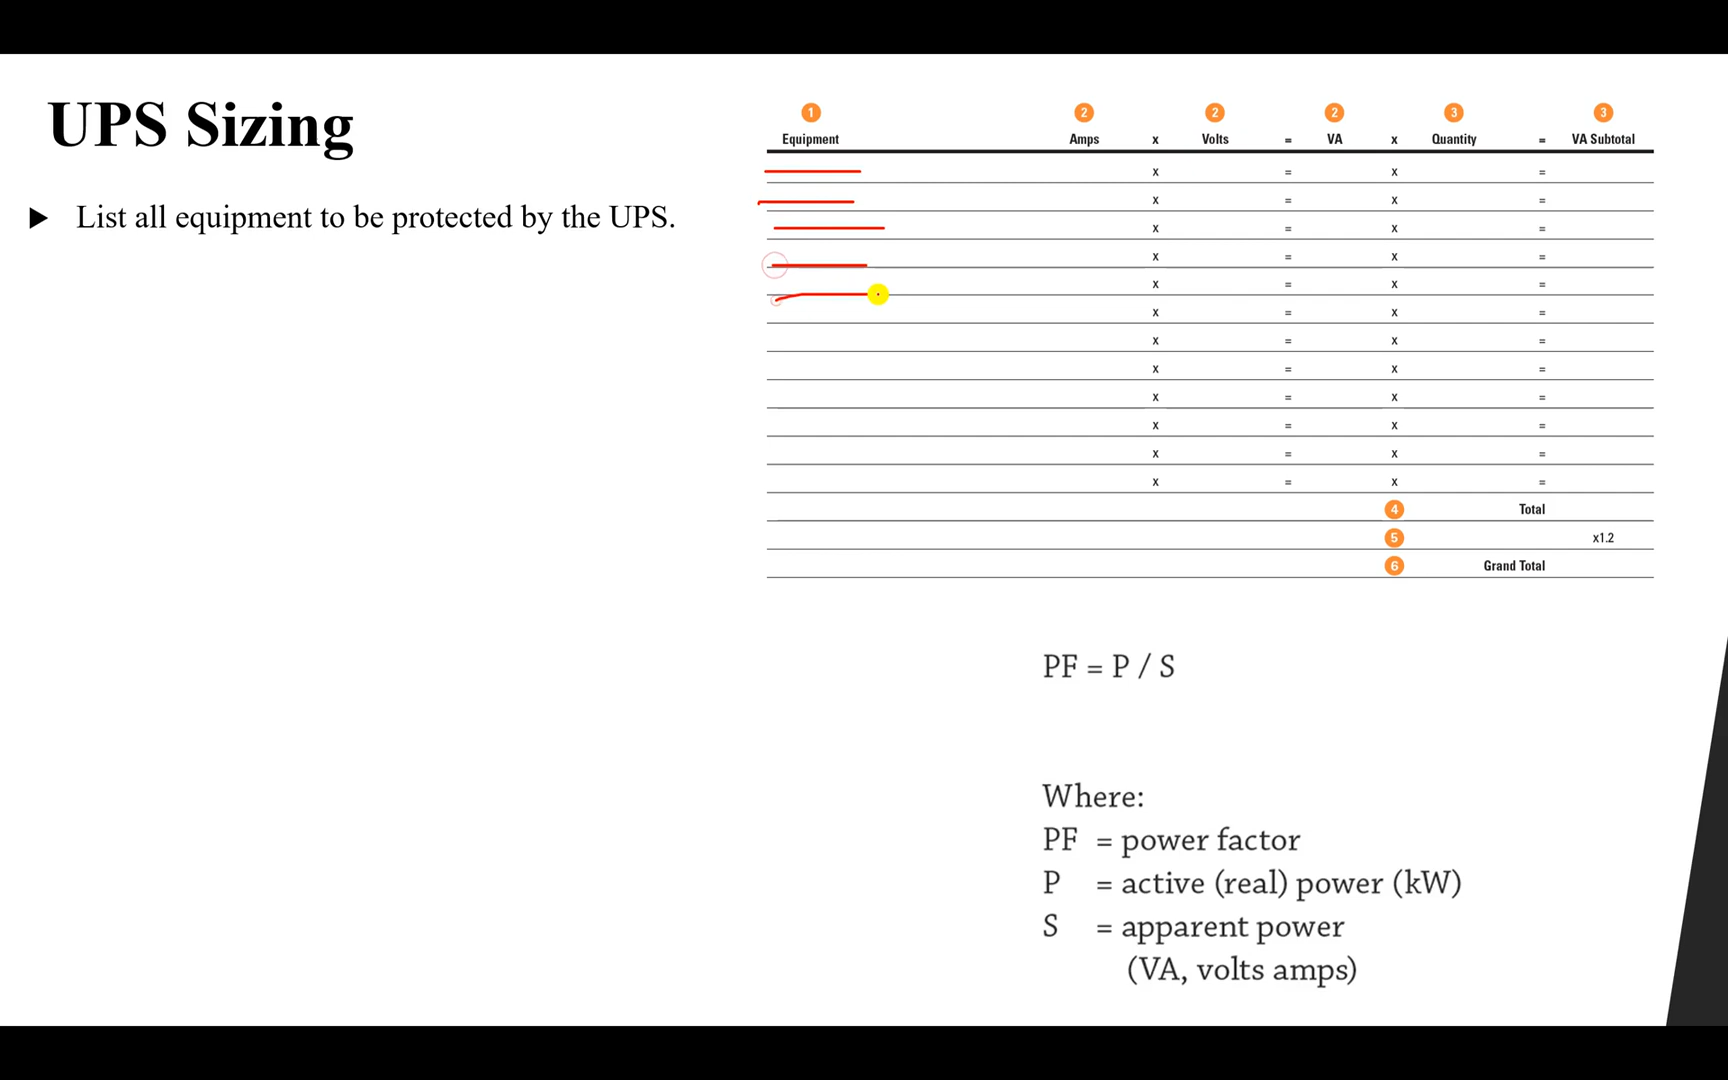 UPS Sizing
▶ List all equipment to be protected by the UPS.
1 2 2 2 3 3
Equipment Amps x Volts = VA x Quantity = VA Subtotal
x = x =
x = x =
x = x =
x = x =
x = x =
x = x =
x = x =
x = x =
x = x =
x = x =
x = x =
x = x =
4 Total
5 x1.2
6 Grand Total
PF = P / S
Where:
PF = power factor
P = active (real) power (kW)
S = apparent power
(VA, volts amps)